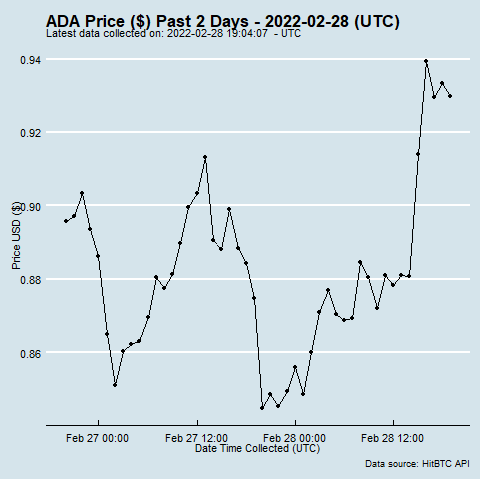 ADA Price ($) Past 2 Days - 2022-02-28 (UTC)
Latest data collected on: 2022-02-28 19:04:07 - UTC
0.94
0.92
0.90
0.88
0.86
Price USD ($)
Feb 27 00:00
Feb 27 12:00
Feb 28 00:00
Feb 28 12:00
Date Time Collected (UTC)
Data source: HitBTC API